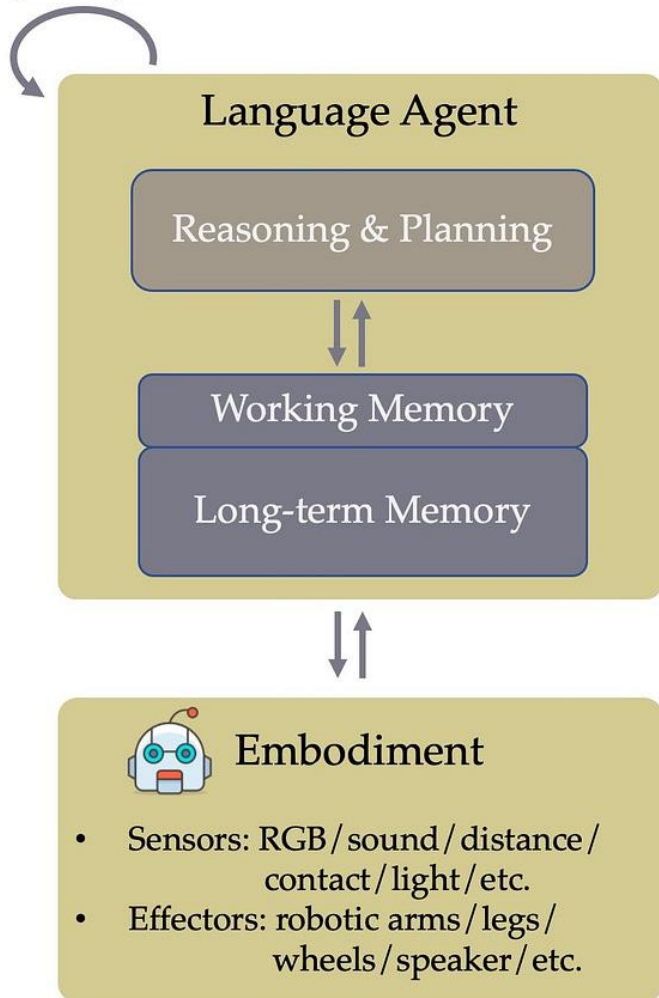 Language Agent
Reasoning & Planning
Working Memory
Long-term Memory
Embodiment
• Sensors: RGB/sound/distance/
contact/light/etc.
• Effectors: robotic arms/legs/
wheels/speaker/etc.